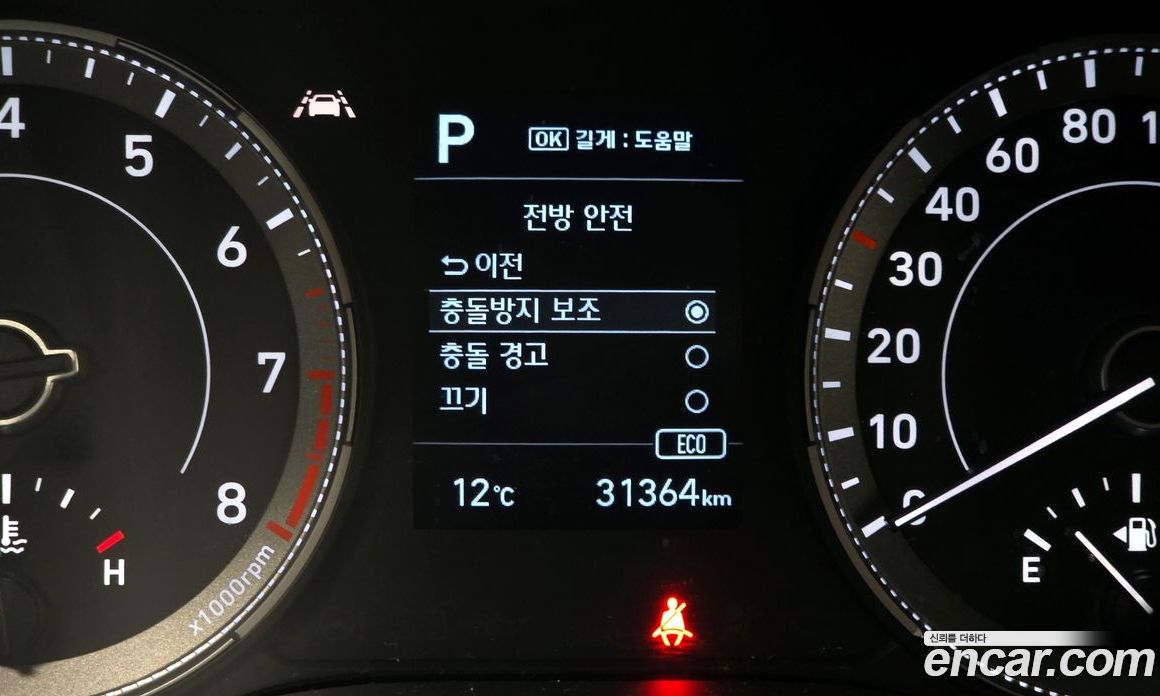 4
5
6
7
8
x1000rpm
H
P
OK 길게 : 도움말
전방 안전
이전
충돌방지 보조
충돌 경고
끄기
ECO
12℃ 31364km
80
60
40
30
20
10
0
E
신뢰를 더하다
encar.com